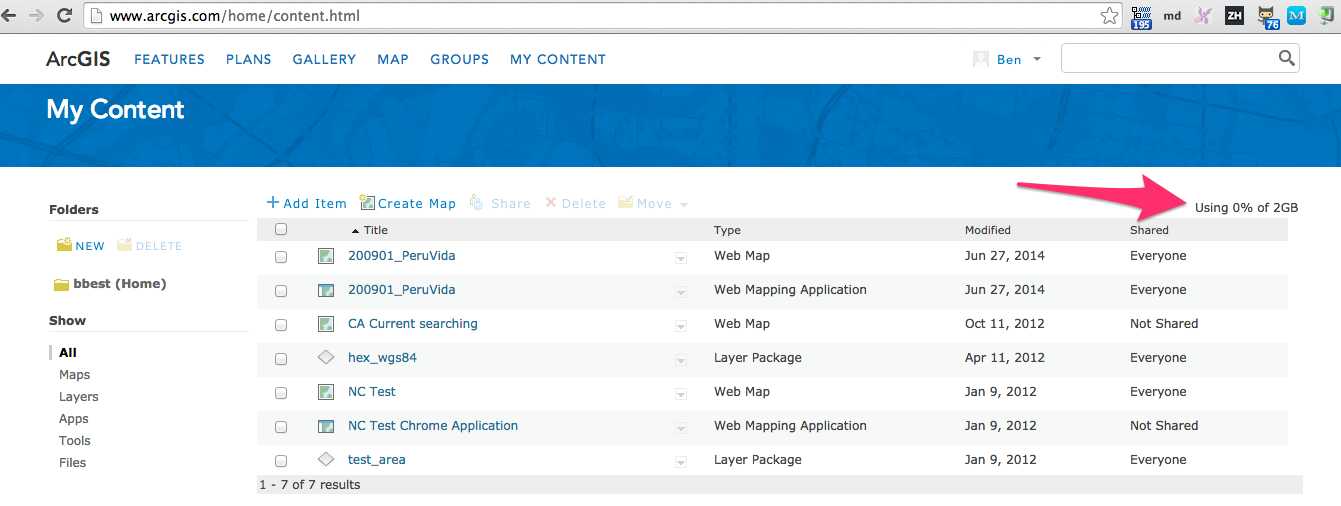 www.arcgis.com/home/content.html
195 md ZH 76 M
ArcGIS FEATURES PLANS GALLERY MAP GROUPS MY CONTENT Ben
My Content
Folders
NEW DELETE
bbest (Home)
Show
All
Maps
Layers
Apps
Tools
Files
Add Item Create Map Share Delete Move
Using 0% of 2GB
Title Type Modified Shared
200901_PeruVida Web Map Jun 27, 2014 Everyone
200901_PeruVida Web Mapping Application Jun 27, 2014 Everyone
CA Current searching Web Map Oct 11, 2012 Not Shared
hex_wgs84 Layer Package Apr 11, 2012 Everyone
NC Test Web Map Jan 9, 2012 Everyone
NC Test Chrome Application Web Mapping Application Jan 9, 2012 Not Shared
test_area Layer Package Jan 9, 2012 Everyone
1 - 7 of 7 results